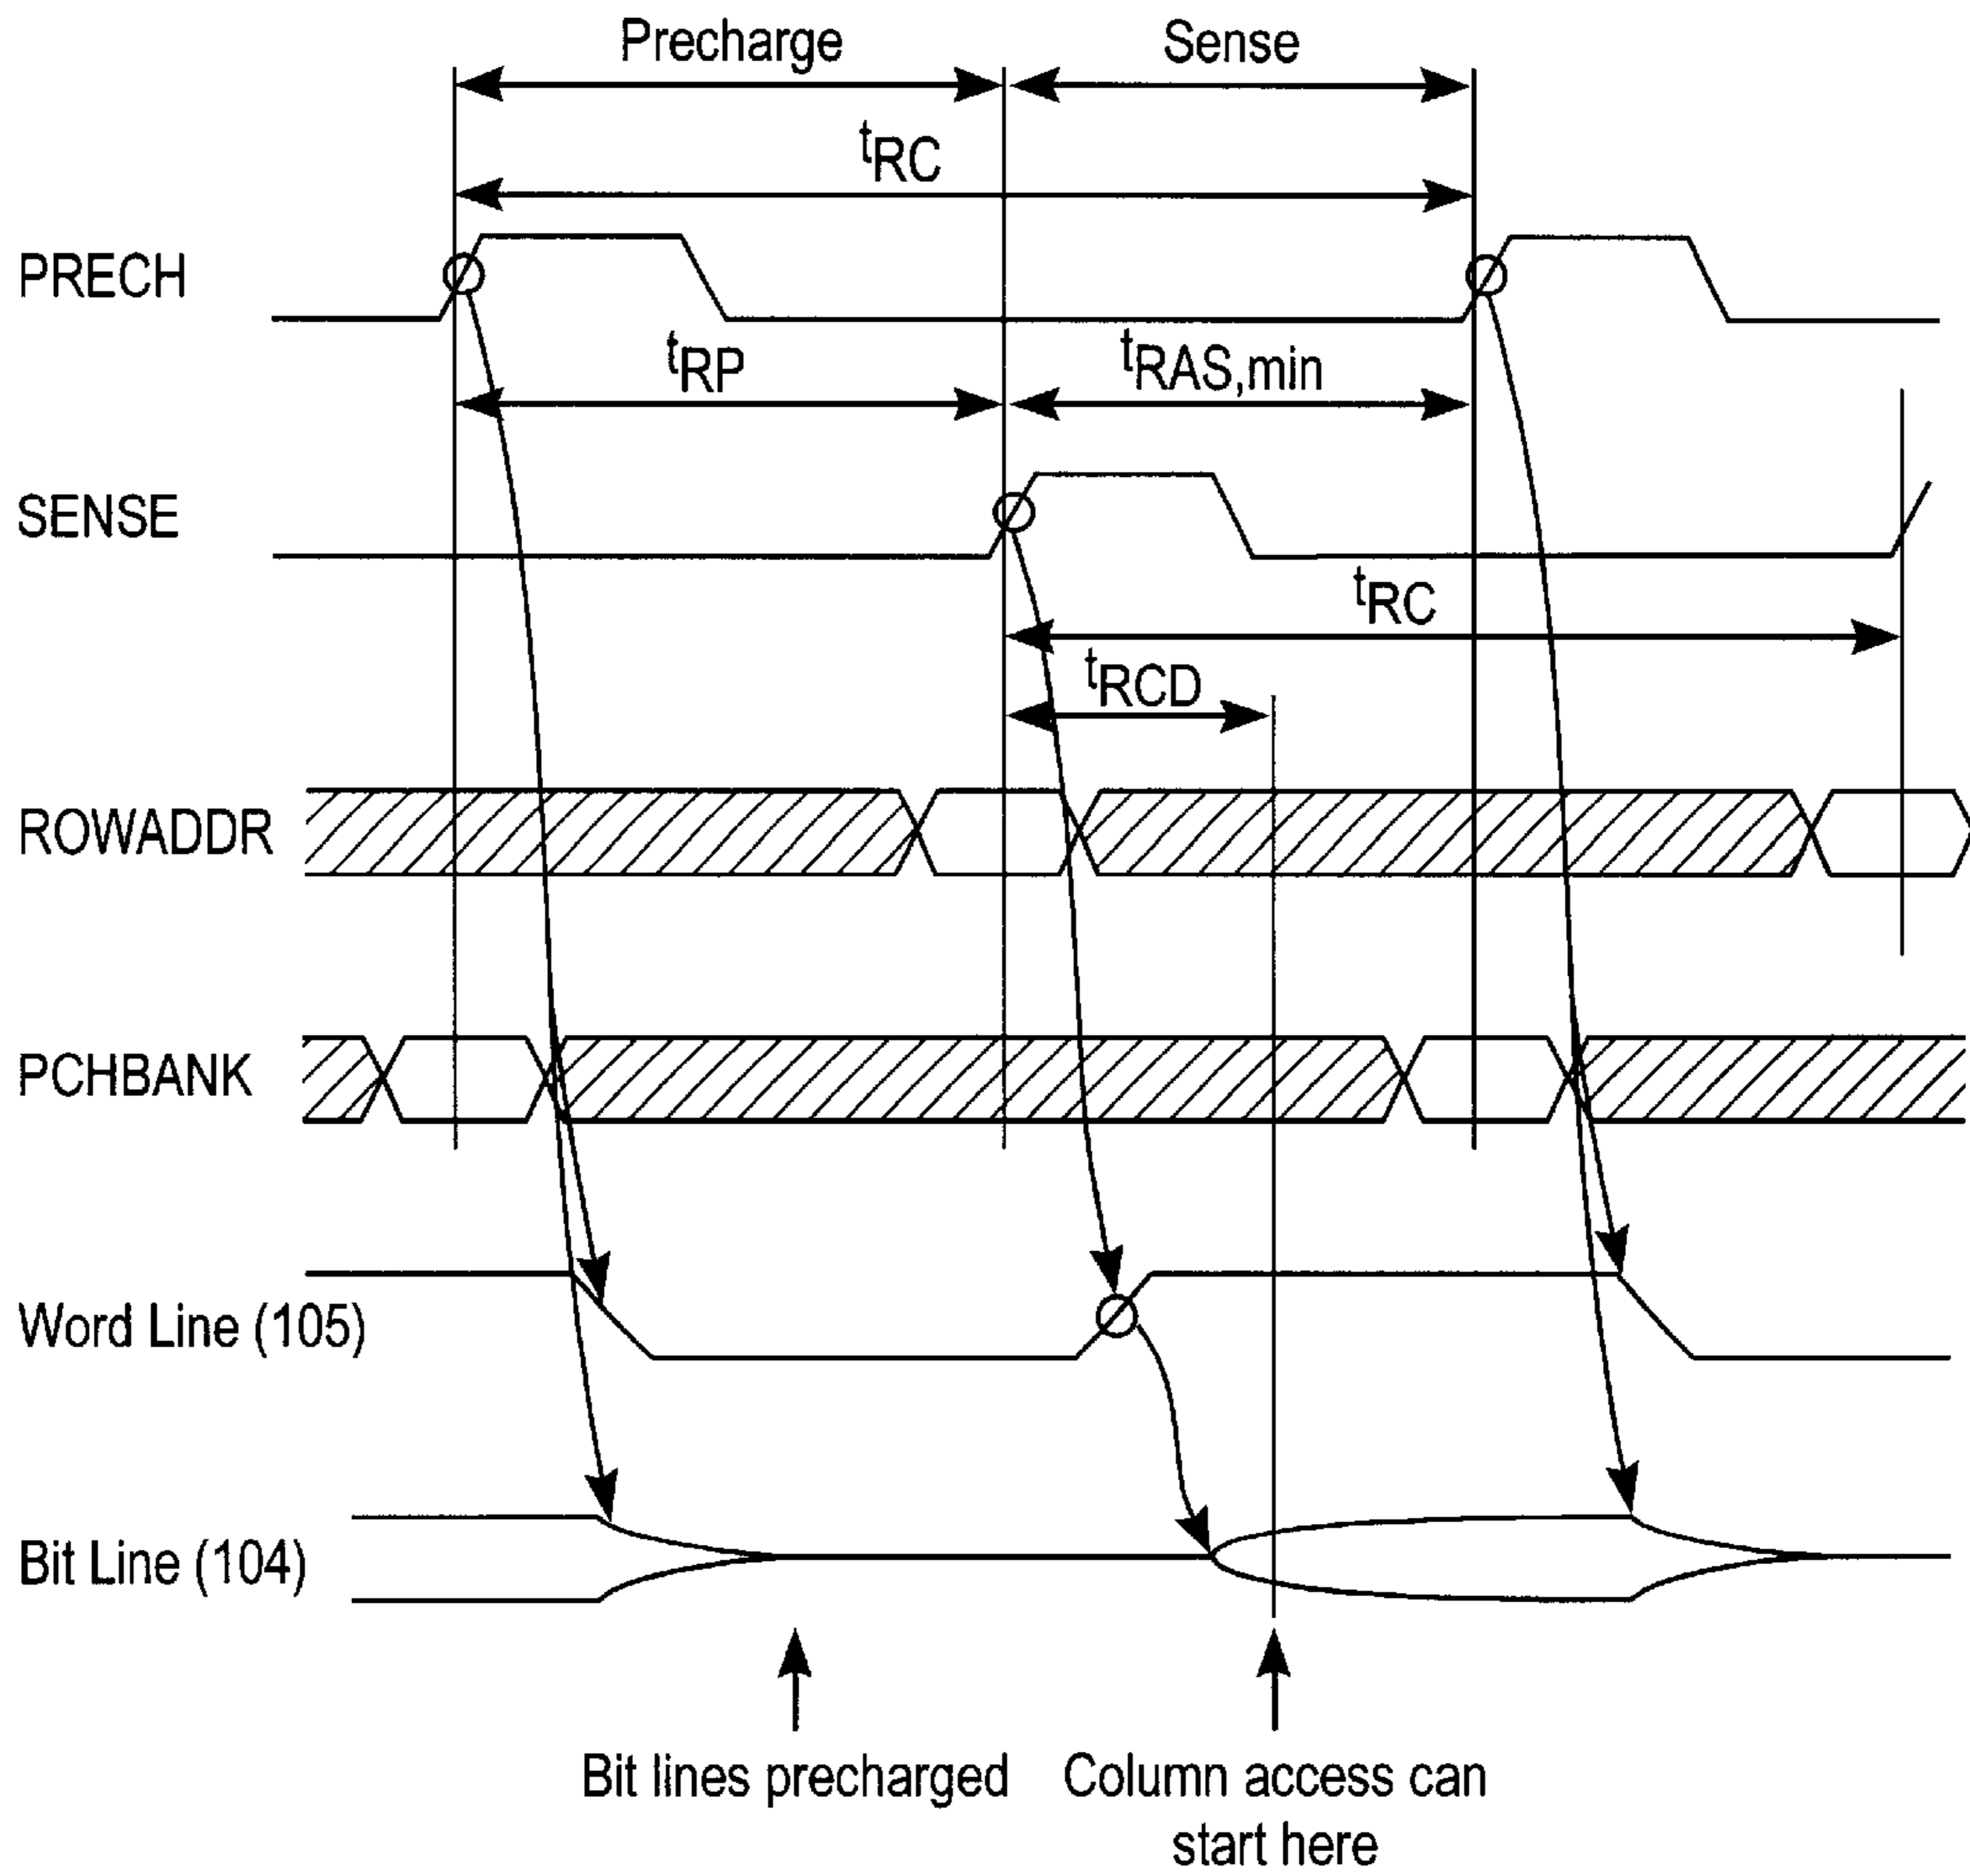 Precharge
Sense
tRC
PRECH
tRP
tRAS,min
SENSE
tRC
tRCD
ROWADDR
PCHBANK
Word Line (105)
Bit Line (104)
Bit lines precharged
Column access can
start here